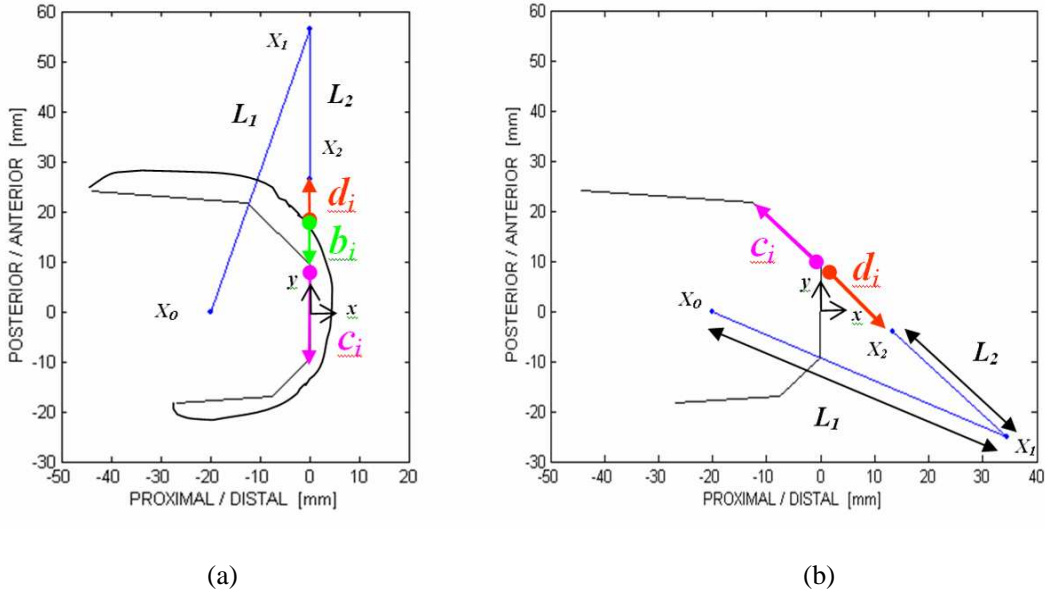 60
50
40
30
20
10
0
-10
-20
-30
-50
-40
-30
-20
-10
0
10
20
POSTERIOR / ANTERIOR [mm]
PROXIMAL / DISTAL [mm]
X1
L1
L2
X2
di
bi
y
x
X0
ci
(a)
60
50
40
30
20
10
0
-10
-20
-30
-50
-40
-30
-20
-10
0
10
20
30
40
POSTERIOR / ANTERIOR [mm]
PROXIMAL / DISTAL [mm]
ci
di
y
x
X0
X2
L2
L1
X1
(b)